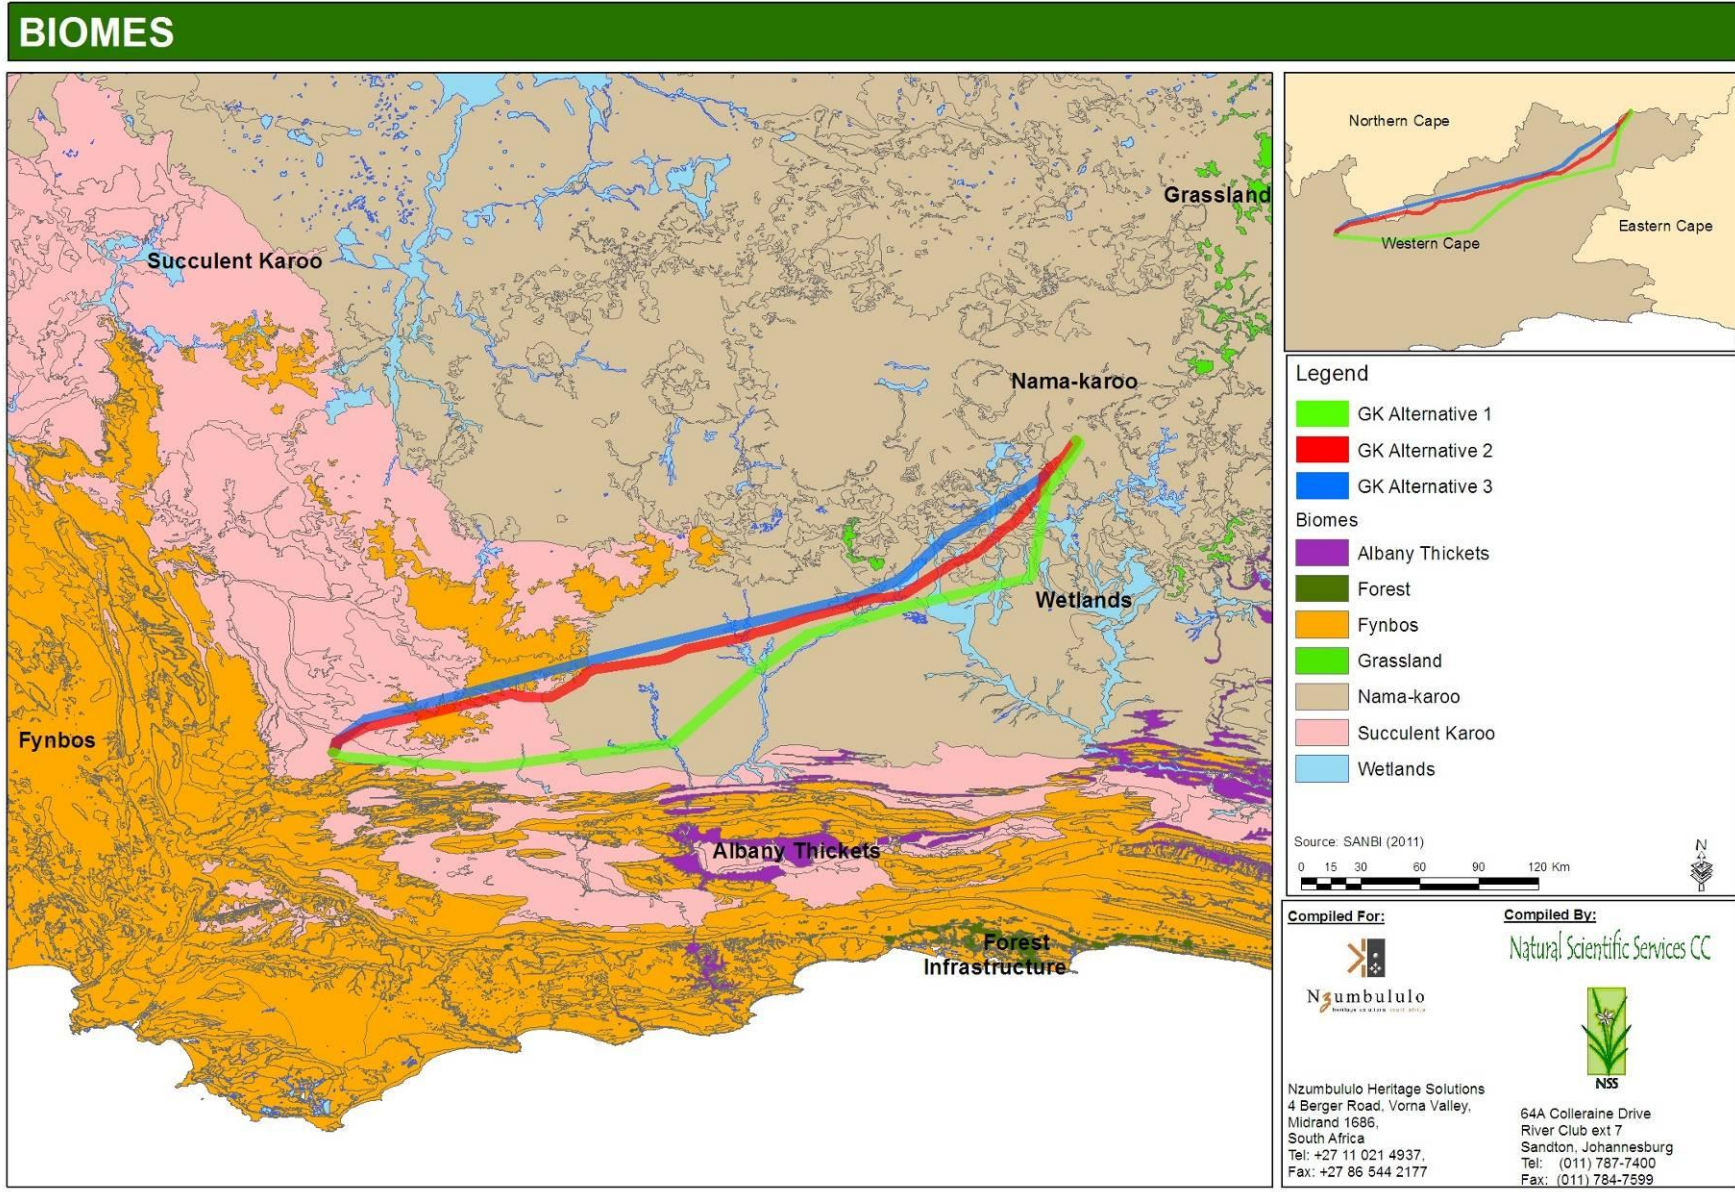 BIOMES
Grassland
Succulent Karoo
Nama-karoo
Wetlands
Fynbos
Albany Thickets
Forest
Infrastructure
Northern Cape
Eastern Cape
Western Cape
Legend
GK Alternative 1
GK Alternative 2
GK Alternative 3
Biomes
Albany Thickets
Forest
Fynbos
Grassland
Nama-karoo
Succulent Karoo
Wetlands
Source: SANBI (2011)
0 15 30 60 90 120 Km
N
Compiled For:
Nzumbululo
Nzumbululo Heritage Solutions
4 Berger Road, Vorna Valley,
Midrand 1686,
South Africa
Tel: +27 11 021 4937,
Fax: +27 86 544 2177
Compiled By:
Natural Scientific Services CC
NSS
64A Colleraine Drive
River Club ext 7
Sandton, Johannesburg
Tel: (011) 787-7400
Fax: (011) 784-7599